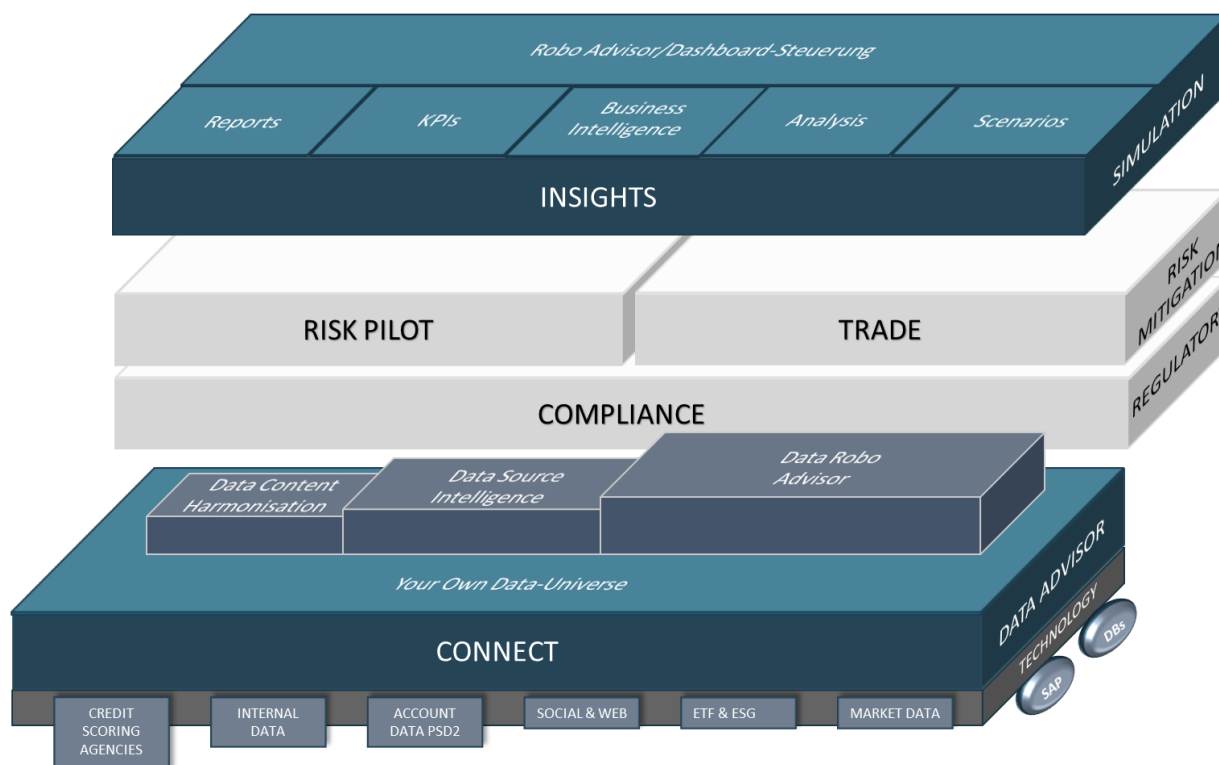 Robo Advisor/Dashboard-Steuerung
Reports
KPIs
Business
Intelligence
Analysis
Scenarios
SIMULATION
INSIGHTS
RISK
MITIGATION
RISK PILOT
TRADE
REGULATOR
COMPLIANCE
Data Content
Harmonisation
Data Source
Intelligence
Data Robo
Advisor
Your Own Data-Universe
DATA ADVISOR
CONNECT
TECHNOLOGY
DBs
SAP
CREDIT
SCORING
AGENCIES
INTERNAL
DATA
ACCOUNT
DATA PSD2
SOCIAL & WEB
ETF & ESG
MARKET DATA